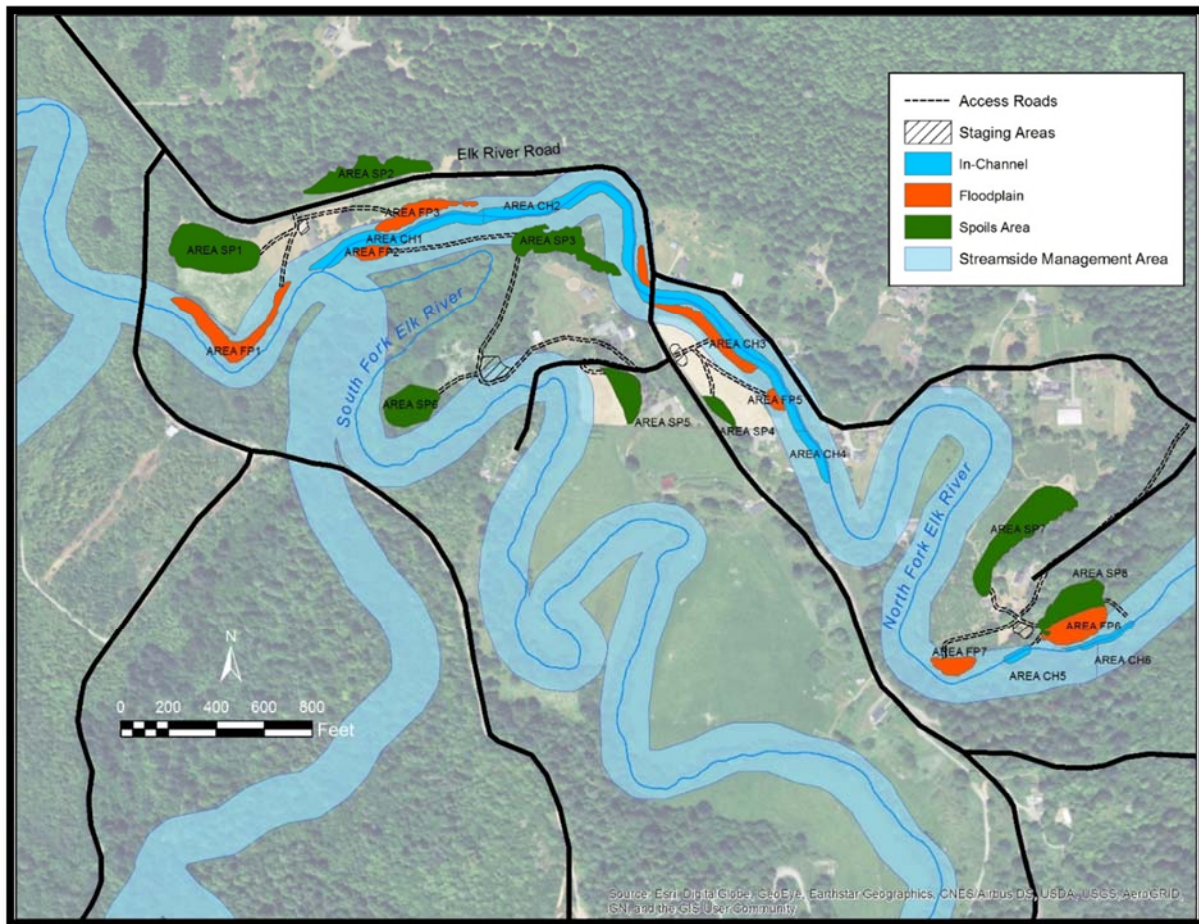 Access Roads
Staging Areas
In-Channel
Floodplain
Spoils Area
Streamside Management Area
Elk River Road
AREA SP2
AREA FP3
AREA CH2
AREA SP1
AREA CH1
AREA FP2
AREA SP3
AREA FP1
South Fork Elk River
AREA CH3
AREA SP6
AREA FP5
AREA SP5
AREA SP4
AREA CH4
North Fork Elk River
AREA SP7
AREA SP8
AREA FP6
AREA FP7
AREA CH5
AREA CH6
N
0 200 400 600 800
Feet
Source: Esri, DigitalGlobe, GeoEye, Earthstar Geographics, CNES/Airbus DS, USDA, USGS, AeroGRID,
IGN, and the GIS User Community